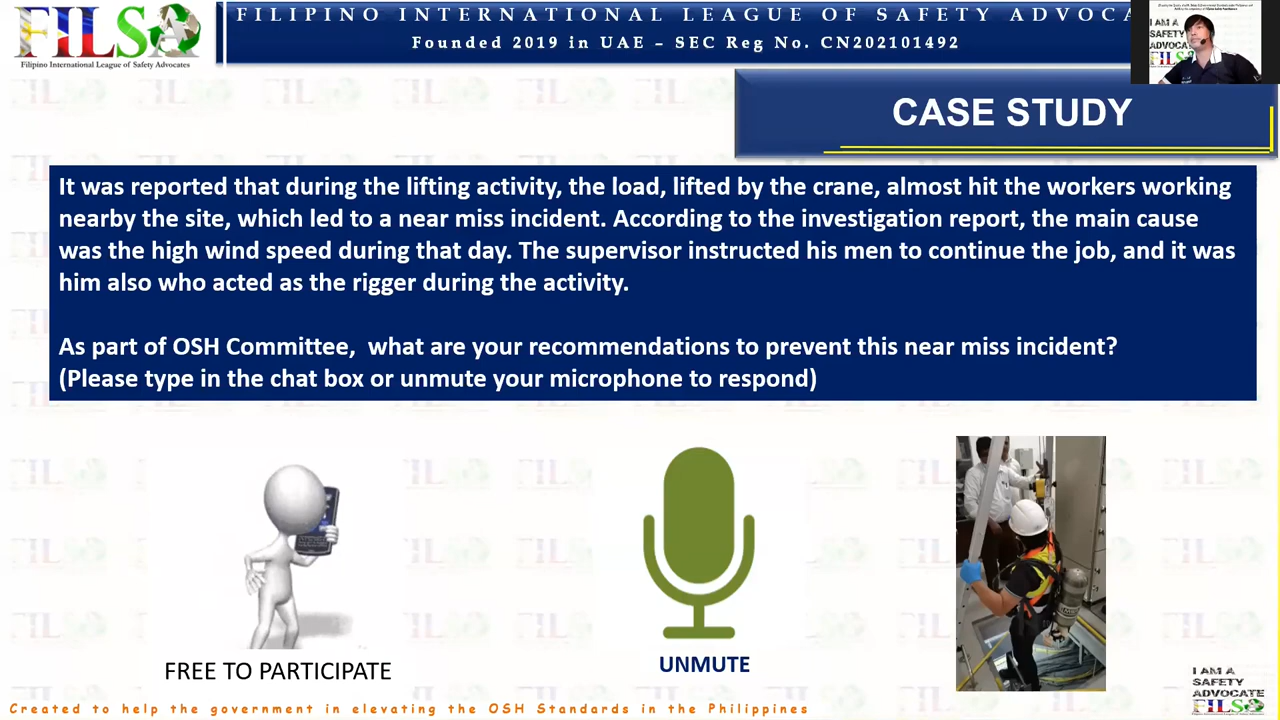 FILSA
Filipino International League of Safety Advocates
FILIPINO INTERNATIONAL LEAGUE OF SAFETY ADVOCA
Founded 2019 in UAE – SEC Reg No. CN202101492
I AM A
SAFETY
ADVOCATE
FILS
CASE STUDY
It was reported that during the lifting activity, the load, lifted by the crane, almost hit the workers working
nearby the site, which led to a near miss incident. According to the investigation report, the main cause
was the high wind speed during that day. The supervisor instructed his men to continue the job, and it was
him also who acted as the rigger during the activity.
As part of OSH Committee,  what are your recommendations to prevent this near miss incident?
(Please type in the chat box or unmute your microphone to respond)
FREE TO PARTICIPATE
UNMUTE
I AM A
SAFETY
ADVOCATE
FILSA
Created to help the government in elevating the OSH Standards in the Philippines